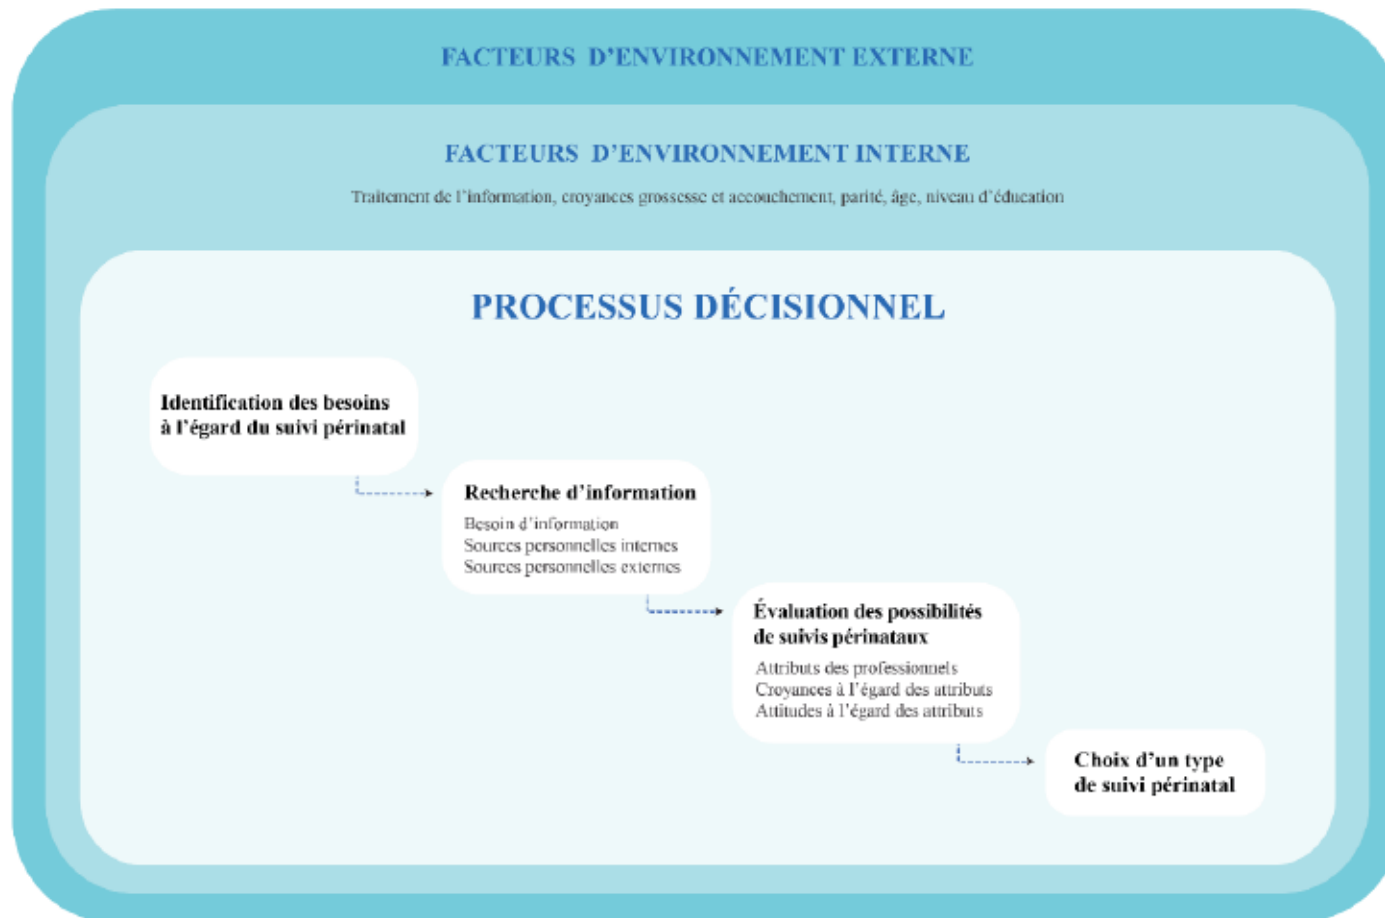 FACTEURS D’ENVIRONNEMENT EXTERNE
FACTEURS D’ENVIRONNEMENT INTERNE
Traitement de l’information, croyances grossesse et accouchement, parité, âge, niveau d’éducation
PROCESSUS DÉCISIONNEL
Identification des besoins
à l’égard du suivi périnatal
Recherche d’information
Besoin d’information
Sources personnelles internes
Sources personnelles externes
Évaluation des possibilités
de suivis périnataux
Attributs des professionnels
Croyances à l’égard des attributs
Attitudes à l’égard des attributs
Choix d’un type
de suivi périnatal